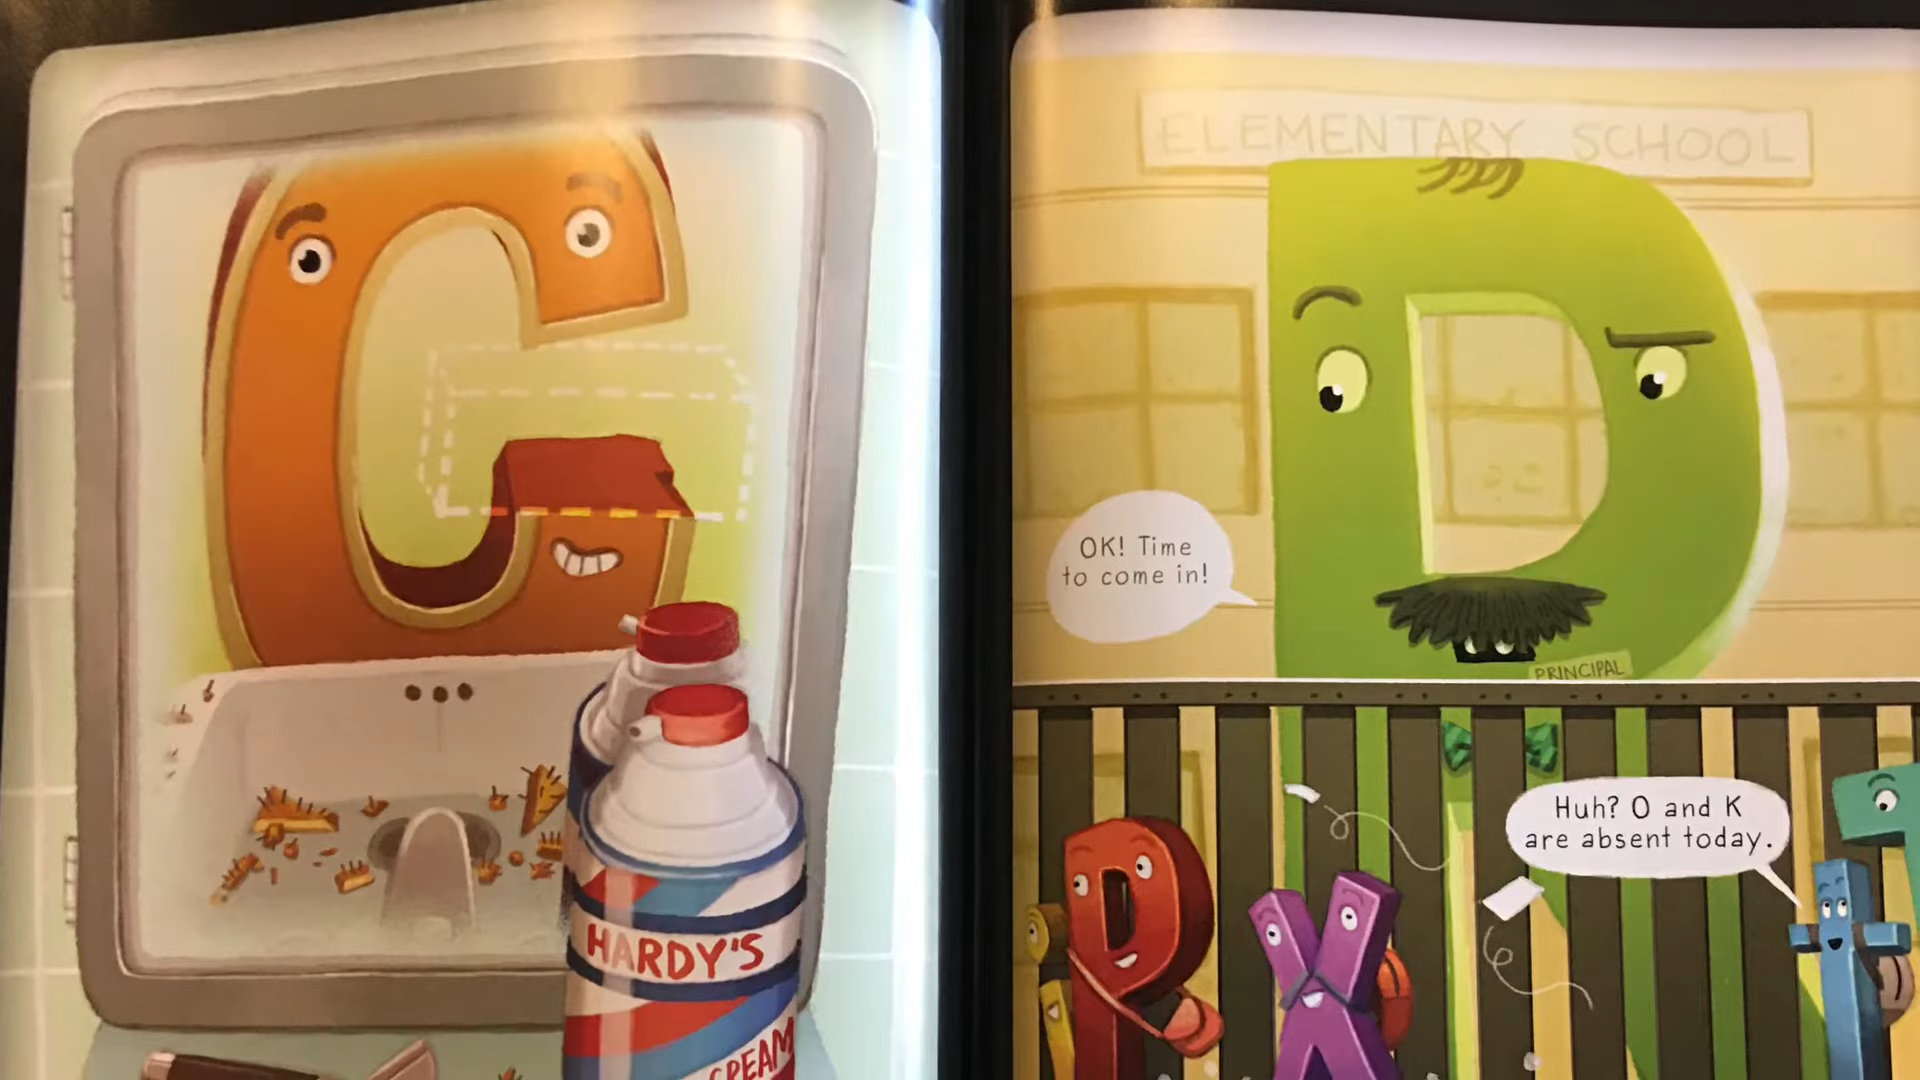 HARDY'S
CREAM
ELEMENTARY SCHOOL
OK! Time
to come in!
PRINCIPAL
Huh? O and K
are absent today.